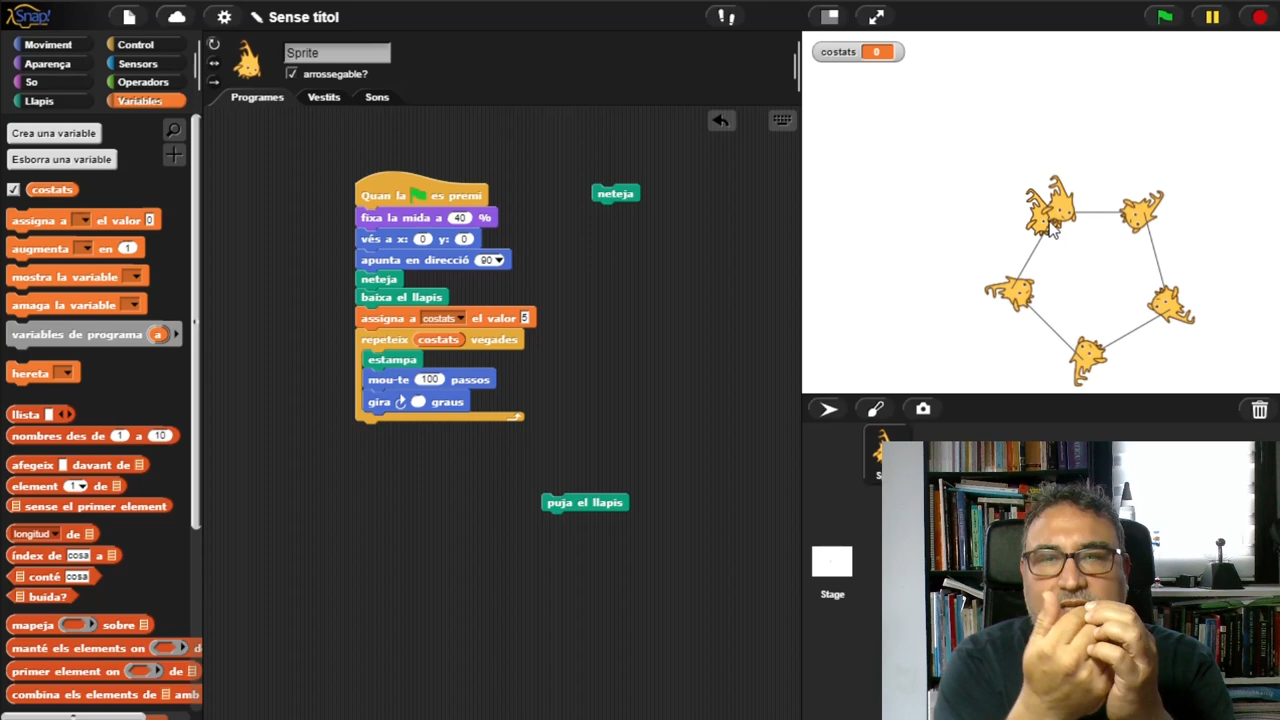 Snap!
Sense títol
Moviment
Control
Aparença
Sensors
So
Operadors
Llapis
Variables
Sprite
arrossegable?
Programes
Vestits
Sons
Crea una variable
Esborra una variable
costats
assigna a el valor 0
augmenta en 1
mostra la variable
amaga la variable
variables de programa a
hereta
llista
nombres des de 1 a 10
afegeix davant de
element 1 de
sense el primer element
longitud de
índex de cosa a
conté cosa
buida?
mapeja sobre
manté els elements on
primer element on de
combina els elements de amb
Quan la es premi
fixa la mida a 40 %
vés a x: 0 y: 0
apunta en direcció 90
neteja
baixa el llapis
assigna a costats el valor 5
repeteix costats vegades
estampa
mou-te 100 passos
gira graus
neteja
puja el llapis
costats 0
Stage